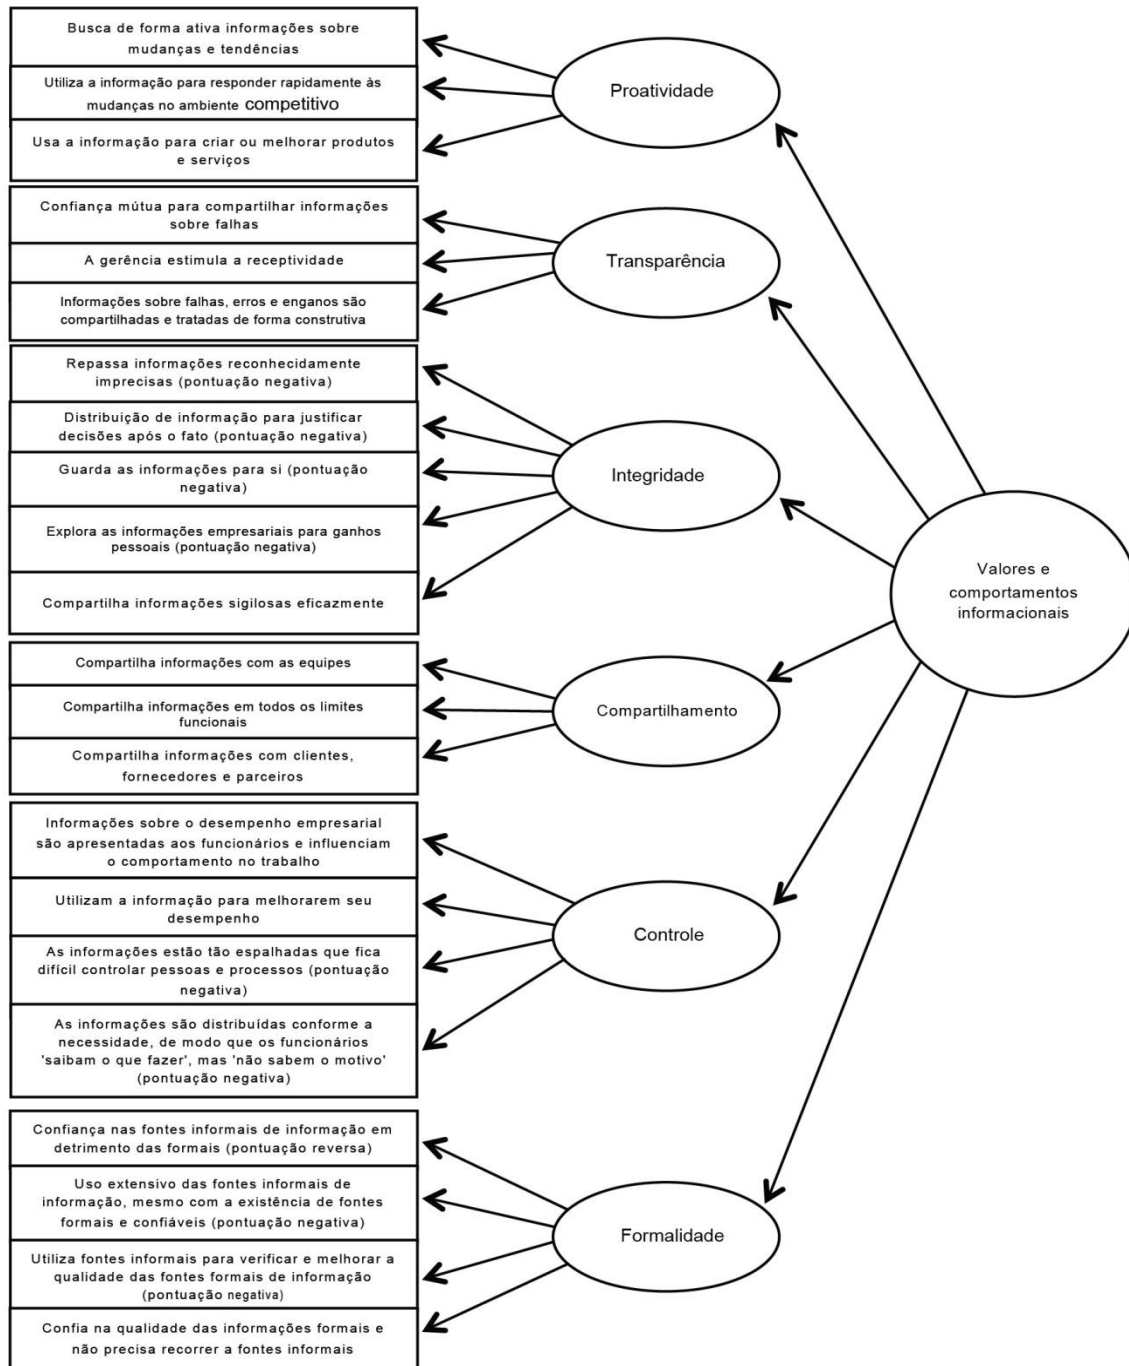 Busca de forma ativa informações sobre
mudanças e tendências
Utiliza a informação para responder rapidamente às
mudanças no ambiente competitivo
Usa a informação para criar ou melhorar produtos
e serviços
Proatividade
Confiança mútua para compartilhar informações
sobre falhas
A gerência estimula a receptividade
Informações sobre falhas, erros e enganos são
compartilhadas e tratadas de forma construtiva
Transparência
Repassa informações reconhecidamente
imprecisas (pontuação negativa)
Distribuição de informação para justificar
decisões após o fato (pontuação negativa)
Guarda as informações para si (pontuação
negativa)
Explora as informações empresariais para ganhos
pessoais (pontuação negativa)
Compartilha informações sigilosas eficazmente
Integridade
Valores e
comportamentos
informacionais
Compartilha informações com as equipes
Compartilha informações em todos os limites
funcionais
Compartilha informações com clientes,
fornecedores e parceiros
Compartilhamento
Informações sobre o desempenho empresarial
são apresentadas aos funcionários e influenciam
o comportamento no trabalho
Utilizam a informação para melhorarem seu
desempenho
As informações estão tão espalhadas que fica
difícil controlar pessoas e processos (pontuação
negativa)
As informações são distribuídas conforme a
necessidade, de modo que os funcionários
'saibam o que fazer', mas 'não sabem o motivo'
(pontuação negativa)
Controle
Confiança nas fontes informais de informação em
detrimento das formais (pontuação reversa)
Uso extensivo das fontes informais de
informação, mesmo com a existência de fontes
formais e confiáveis (pontuação negativa)
Utiliza fontes informais para verificar e melhorar a
qualidade das fontes formais de informação
(pontuação negativa)
Confia na qualidade das informações formais e
não precisa recorrer a fontes informais
Formalidade